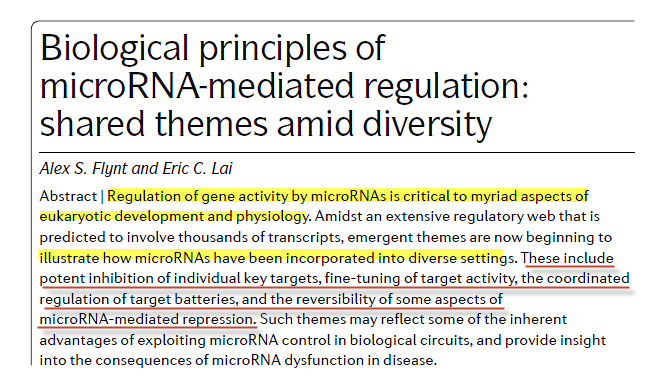 Biological principles of
microRNA-mediated regulation:
shared themes amid diversity
Alex S. Flynt and Eric C. Lai
Abstract | Regulation of gene activity by microRNAs is critical to myriad aspects of
eukaryotic development and physiology. Amidst an extensive regulatory web that is
predicted to involve thousands of transcripts, emergent themes are now beginning to
illustrate how microRNAs have been incorporated into diverse settings. These include
potent inhibition of individual key targets, fine-tuning of target activity, the coordinated
regulation of target batteries, and the reversibility of some aspects of
microRNA-mediated repression. Such themes may reflect some of the inherent
advantages of exploiting microRNA control in biological circuits, and provide insight
into the consequences of microRNA dysfunction in disease.